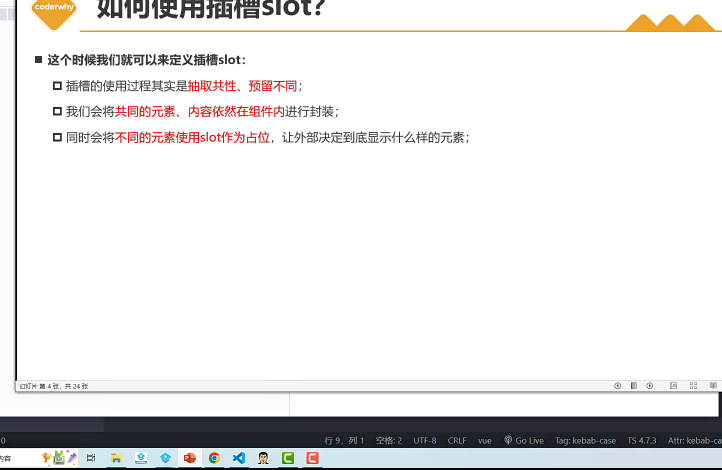 coderwhy
如何使用插槽slot?
这个时候我们就可以来定义插槽slot:
插槽的使用过程其实是抽取共性、预留不同；
我们会将共同的元素、内容依然在组件内进行封装；
同时会将不同的元素使用slot作为占位，让外部决定到底显示什么样的元素；
幻灯片 第 4 张，共 24 张
0 行 9，列 1 空格: 2 UTF-8 CRLF vue Go Live Tag: kebab-case TS 4.7.3 Attr: kebab-ca
内容